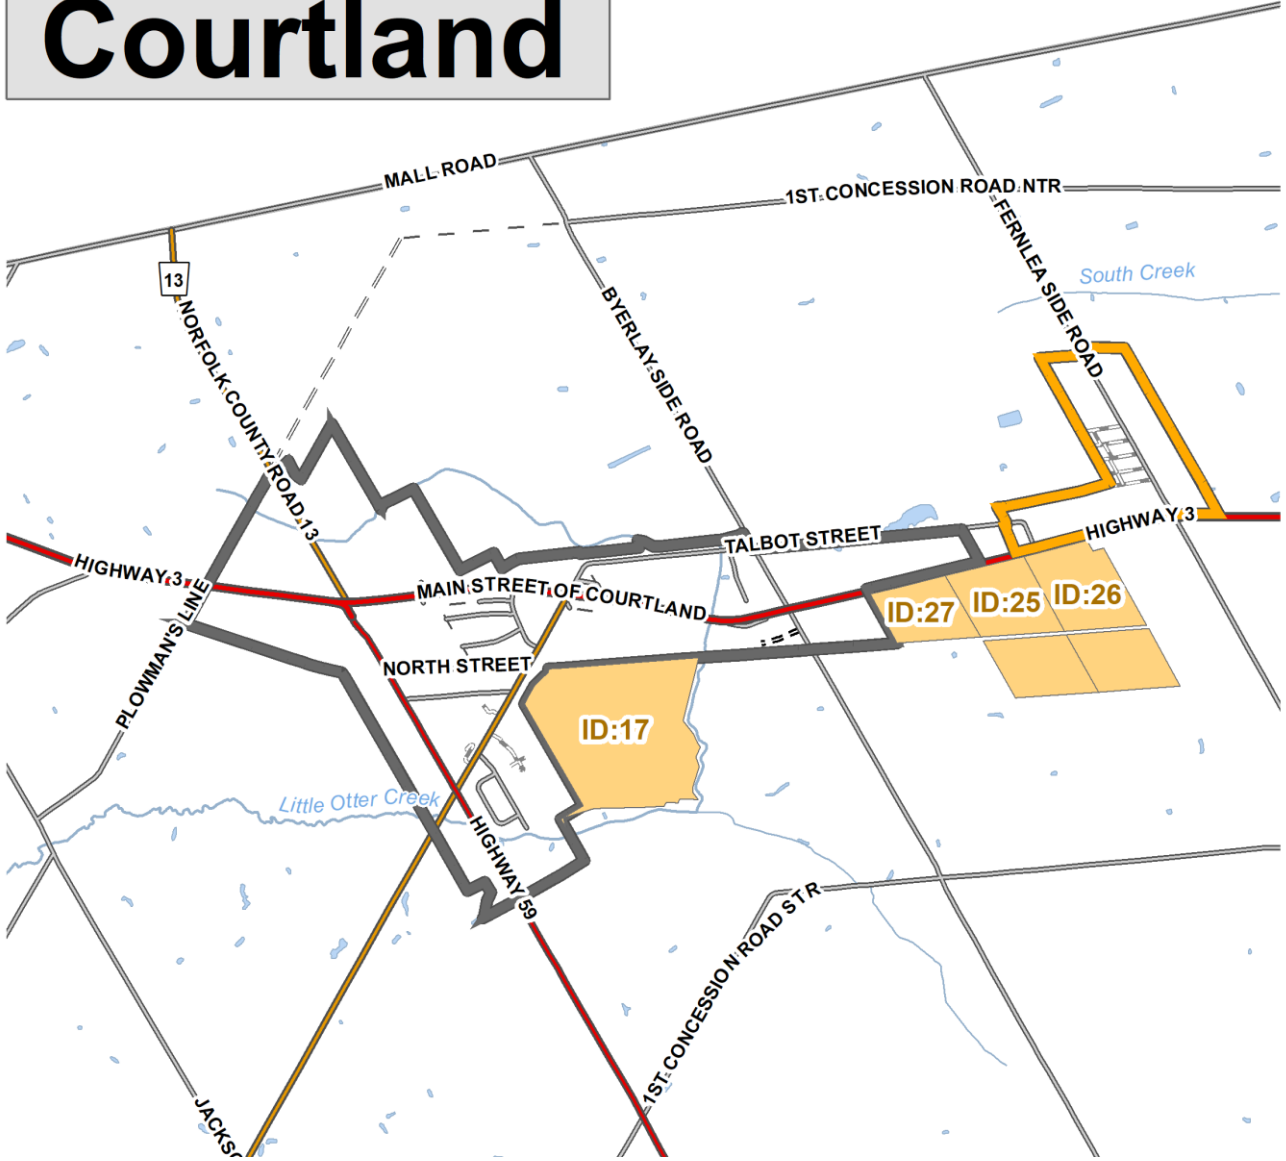 Courtland
MALL ROAD
1ST CONCESSION ROAD NTR
13
NORFOLK COUNTY ROAD 13
BYERLAY SIDE ROAD
FERNLEA SIDE ROAD
South Creek
HIGHWAY 3
HIGHWAY 3
TALBOT STREET
MAIN STREET OF COURTLAND
PLOWMAN'S LINE
NORTH STREET
ID:27
ID:25
ID:26
ID:17
Little Otter Creek
HIGHWAY 59
1ST CONCESSION ROAD STR
JACKSO